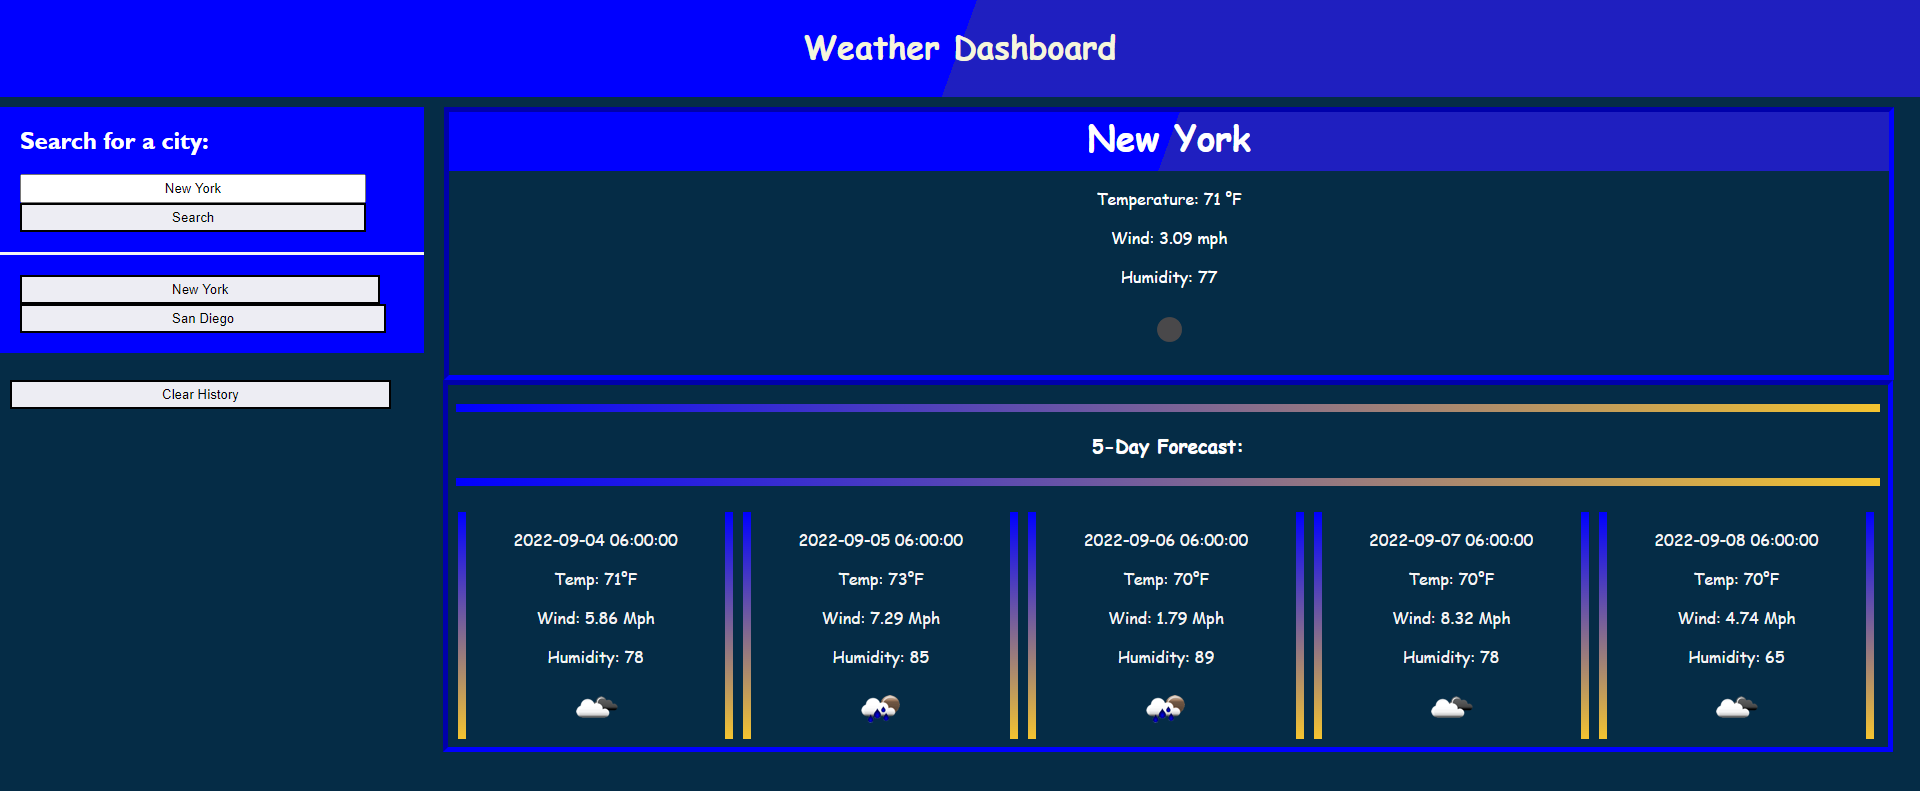 Weather Dashboard
Search for a city:
New York
Search
New York
San Diego
Clear History
New York
Temperature: 71 °F
Wind: 3.09 mph
Humidity: 77
5-Day Forecast:
2022-09-04 06:00:00
Temp: 71°F
Wind: 5.86 Mph
Humidity: 78
2022-09-05 06:00:00
Temp: 73°F
Wind: 7.29 Mph
Humidity: 85
2022-09-06 06:00:00
Temp: 70°F
Wind: 1.79 Mph
Humidity: 89
2022-09-07 06:00:00
Temp: 70°F
Wind: 8.32 Mph
Humidity: 78
2022-09-08 06:00:00
Temp: 70°F
Wind: 4.74 Mph
Humidity: 65